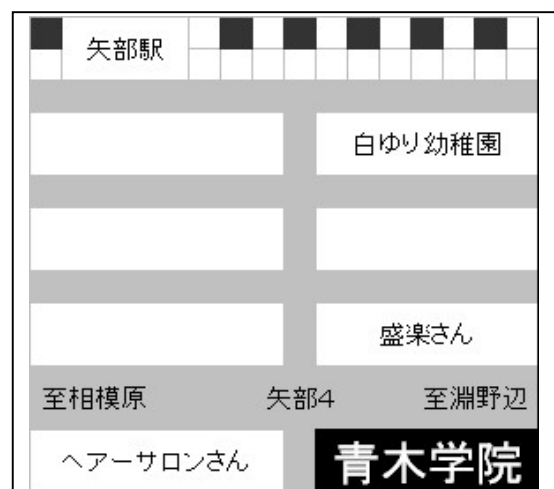 矢部駅
白ゆり幼稚園
盛楽さん
至相模原 矢部4 至淵野辺
ヘアーサロンさん 青木学院